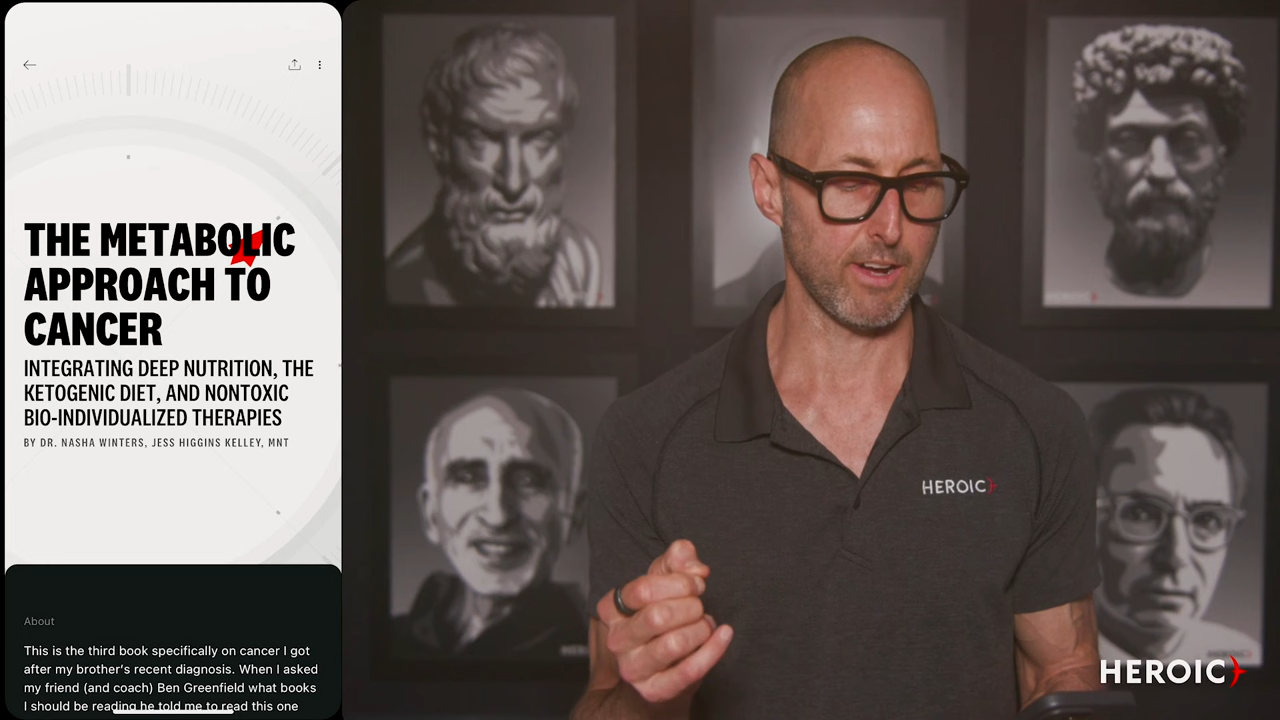 THE METABOLIC
APPROACH TO
CANCER
INTEGRATING DEEP NUTRITION, THE
KETOGENIC DIET, AND NONTOXIC
BIO-INDIVIDUALIZED THERAPIES
BY DR. NASHA WINTERS, JESS HIGGINS KELLEY, MNT
About
This is the third book specifically on cancer I got
after my brother's recent diagnosis. When I asked
my friend (and coach) Ben Greenfield what books
I should be reading he told me to read this one
HEROIC
HEROIC